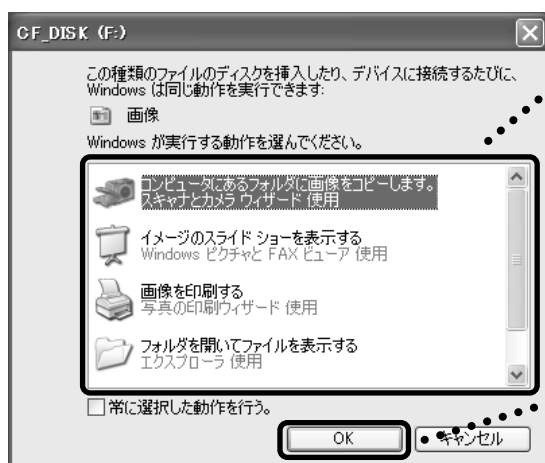 CF_DISK (F:)
この種類のファイルのディスクを挿入したり、デバイスに接続するたびに、
Windows は同じ動作を実行できます:
画像
Windows が実行する動作を選んでください。
コンピュータにあるフォルダに画像をコピーします。
スキャナとカメラ ウィザード 使用
イメージのスライド ショーを表示する
Windows ピクチャと FAX ビューア 使用
画像を印刷する
写真の印刷ウィザード 使用
フォルダを開いてファイルを表示する
エクスプローラ 使用
常に選択した動作を行う。
OK
キャンセル